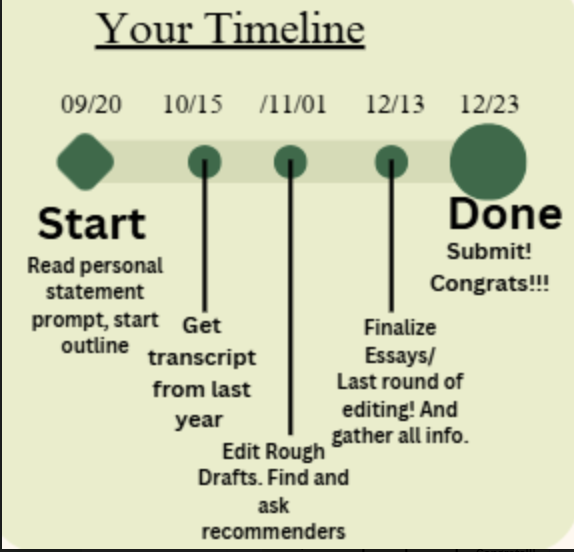 Your Timeline
09/20 10/15 /11/01 12/13 12/23
Start
Read personal
statement
prompt, start
outline
Get
transcript
from last
year
Edit Rough
Drafts. Find and
ask
recommenders
Finalize
Essays/
Last round of
editing! And
gather all info.
Done
Submit!
Congrats!!!